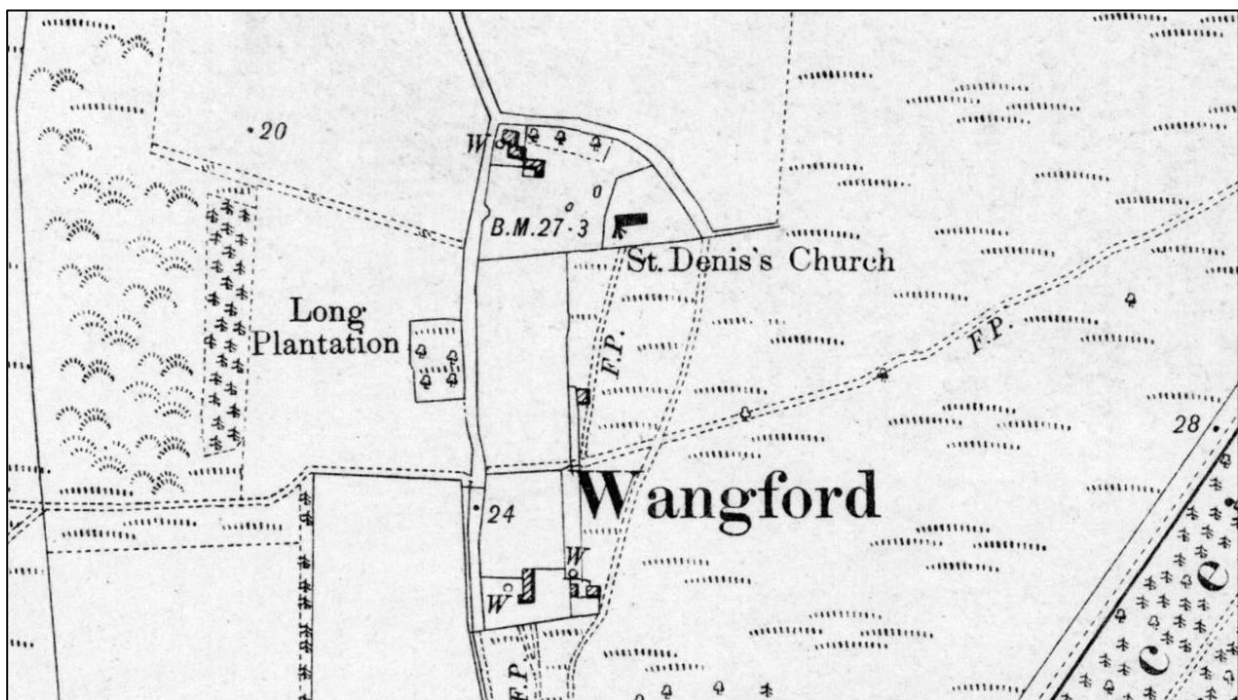 20
W
B.M.27·3
St. Denis's Church
Long
Plantation
F.P.
F.P.
28
Wangford
24
W
W
F.P.
e
c